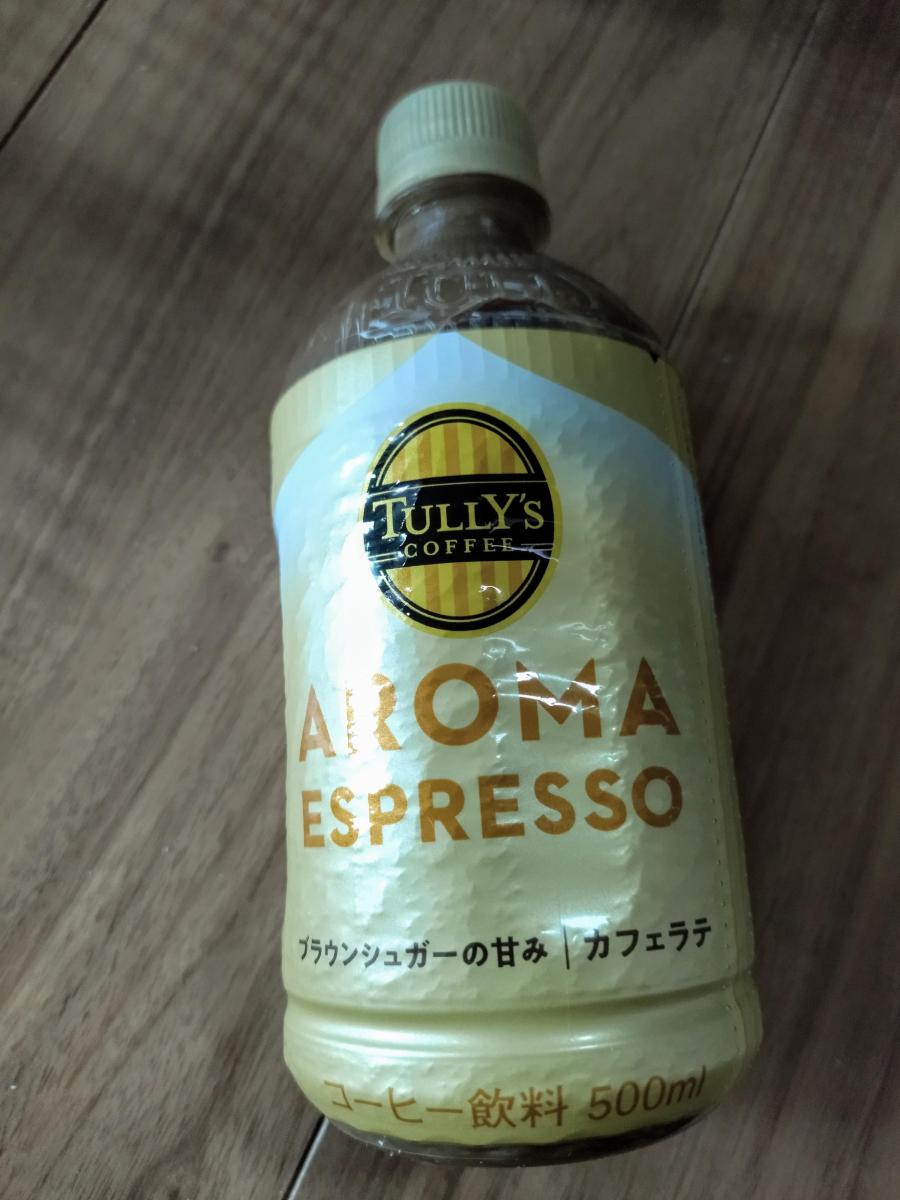 TULLY'S
COFFEE
AROMA
ESPRESSO
ブラウンシュガーの甘み | カフェラテ
コーヒー飲料 500ml